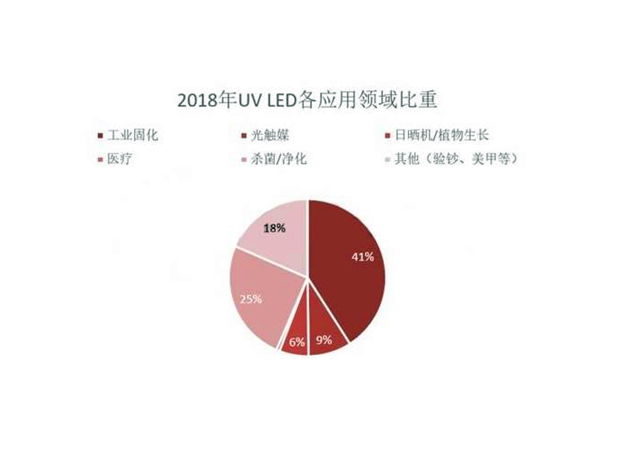 2018年UV LED各应用领域比重
工业固化 光触媒 日晒机/植物生长
医疗 杀菌/净化 其他（验钞、美甲等）
18%
41%
25%
6%
9%